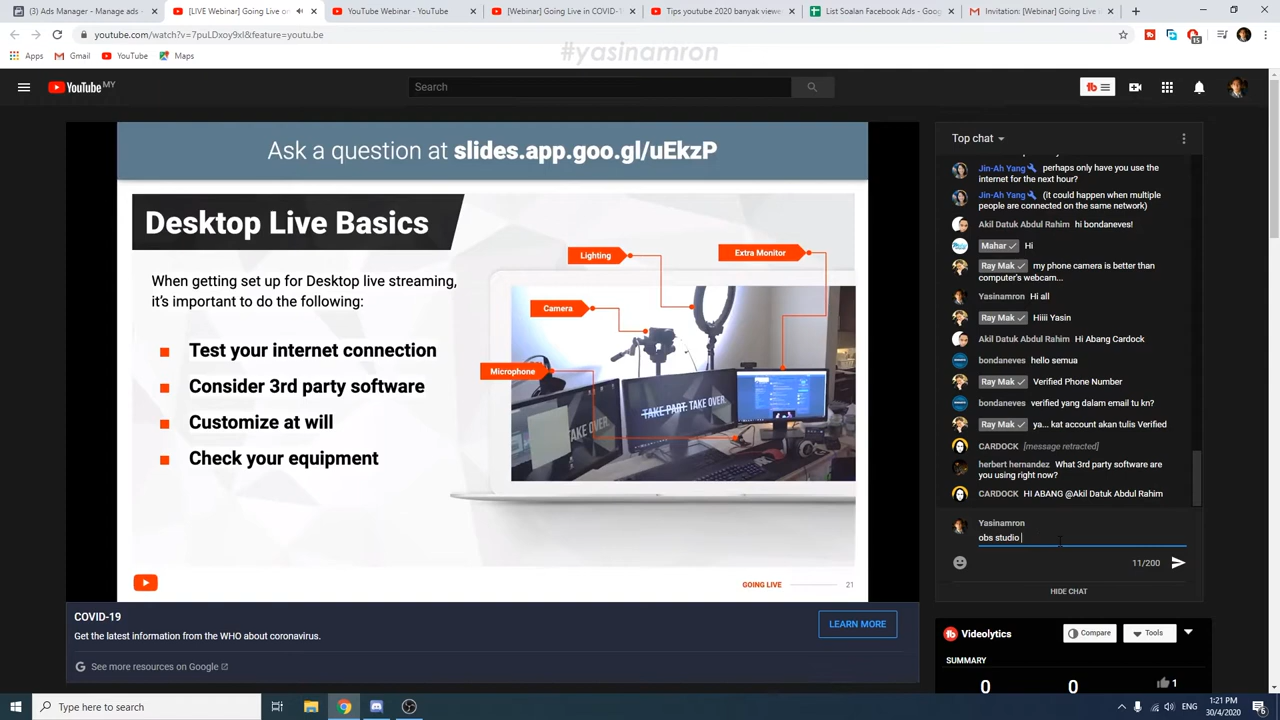 (3) Ads Manager - Manage ads -
[LIVE Webinar] Going Live on
YouTube Webinar - YouTube
[Webinar] Going Live in COVID-1
Tips youtube 2020 banyak viewe
List Soalan Facebook Ads - Goog
Invitation: [Webinar] Going Live
youtube.com/watch?v=7puLDxoy9xI&feature=youtu.be
15
Apps
Gmail
YouTube
Maps
#yasinamron
YouTube MY
Search
Ask a question at slides.app.goo.gl/uEkzP
Desktop Live Basics
When getting set up for Desktop live streaming,
it's important to do the following:
Test your internet connection
Consider 3rd party software
Customize at will
Check your equipment
Lighting
Extra Monitor
Camera
Microphone
TAKE PART. TAKE OVER.
TAKE OVER.
GOING LIVE
21
COVID-19
Get the latest information from the WHO about coronavirus.
LEARN MORE
See more resources on Google
Top chat
Jin-Ah Yang perhaps only have you use the
internet for the next hour?
Jin-Ah Yang (it could happen when multiple
people are connected on the same network)
Akil Datuk Abdul Rahim hi bondaneves!
Mahar Hi
Ray Mak my phone camera is better than
computer's webcam...
Yasinamron Hi all
Ray Mak Hiiii Yasin
Akil Datuk Abdul Rahim Hi Abang Cardock
bondaneves hello semua
Ray Mak Verified Phone Number
bondaneves verified yang dalam email tu kn?
Ray Mak ya... kat account akan tulis Verified
CARDOCK [message retracted]
herbert hernandez What 3rd party software are
you using right now?
CARDOCK HI ABANG @Akil Datuk Abdul Rahim
Yasinamron
obs studio
11/200
HIDE CHAT
Videolytics
Compare
Tools
SUMMARY
0
0
1
Type here to search
ENG
1:21 PM
30/4/2020
6